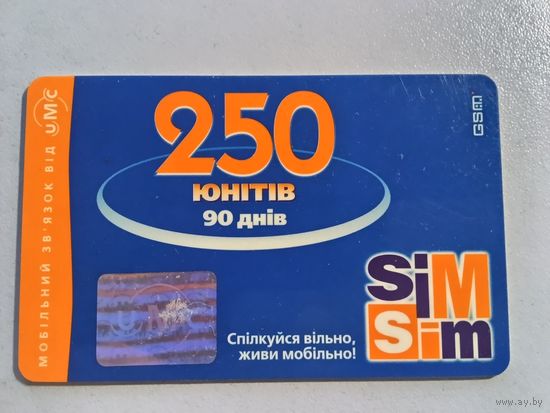 МОБІЛЬНИЙ ЗВ'ЯЗОК ВІД UMC
250
ЮНІТІВ
90 днів
GSM
SiM
Sim
UMC
Спілкуйся вільно,
живи мобільно!
www.ay.by